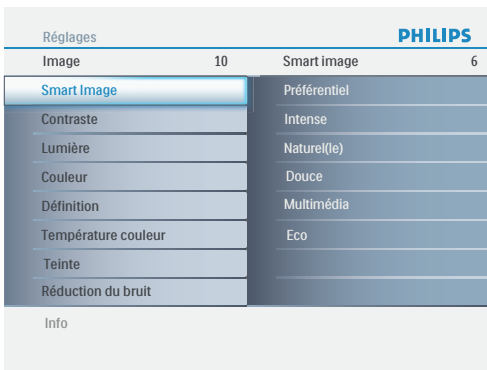 Réglages PHILIPS
Image 10 Smart image 6
Smart Image Préférentiel
Contraste Intense
Lumière Naturel(le)
Couleur Douce
Définition Multimédia
Température couleur Eco
Teinte
Réduction du bruit
Info